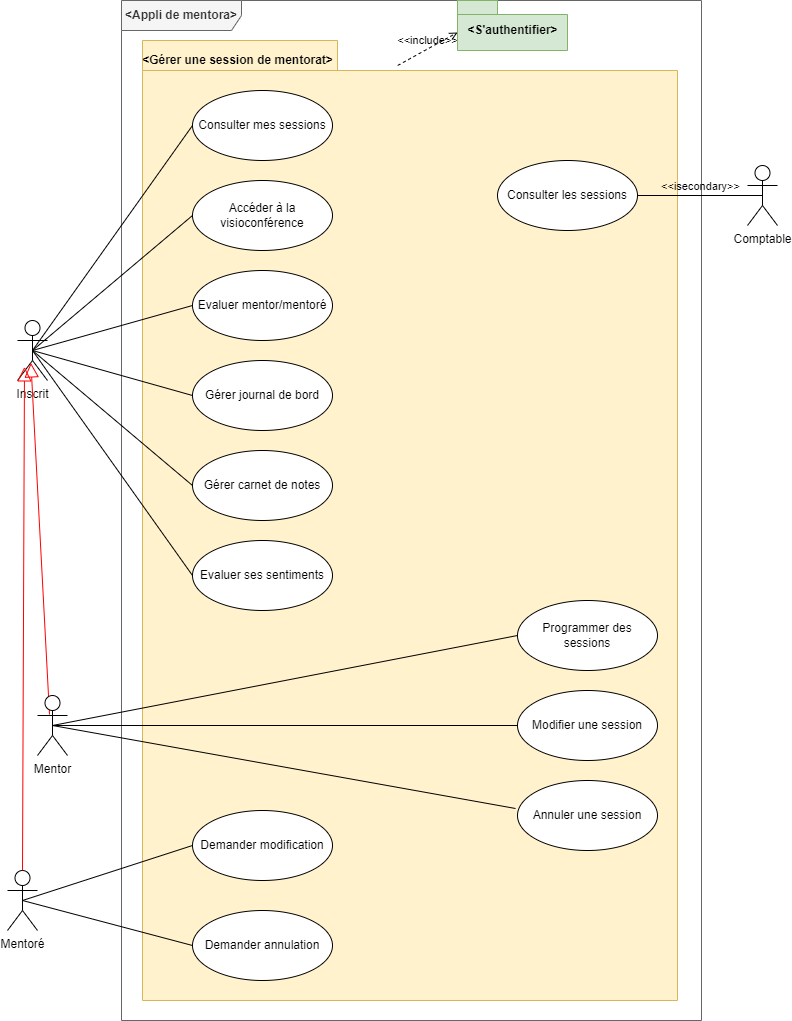 <Appli de mentora>
<S'authentifier>
<<include>>
<Gérer une session de mentorat>
Consulter mes sessions
<<isecondary>>
Consulter les sessions
Accéder à la
visioconférence
Comptable
Evaluer mentor/mentoré
Inscrit
Gérer journal de bord
Gérer carnet de notes
Evaluer ses sentiments
Programmer des
sessions
Modifier une session
Mentor
Annuler une session
Demander modification
Mentoré
Demander annulation